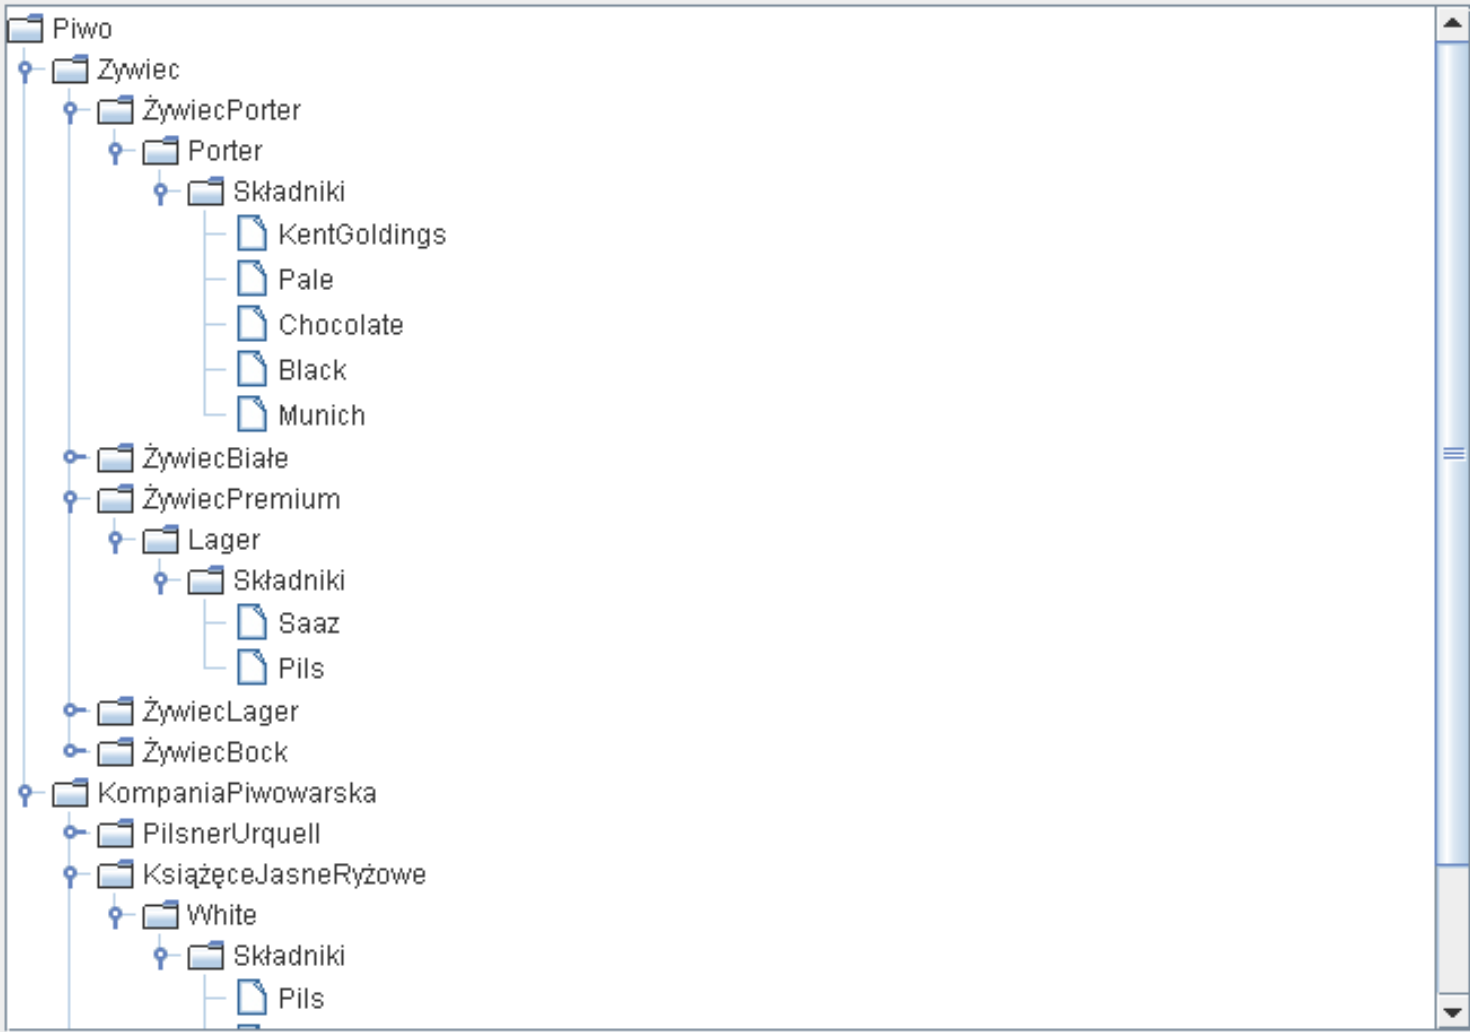 Piwo
Zywiec
ŻywiecPorter
Porter
Składniki
KentGoldings
Pale
Chocolate
Black
Munich
ŻywiecBiałe
ŻywiecPremium
Lager
Składniki
Saaz
Pils
ŻywiecLager
ŻywiecBock
KompaniaPiwowarska
PilsnerUrquell
KsiążęceJasneRyżowe
White
Składniki
Pils